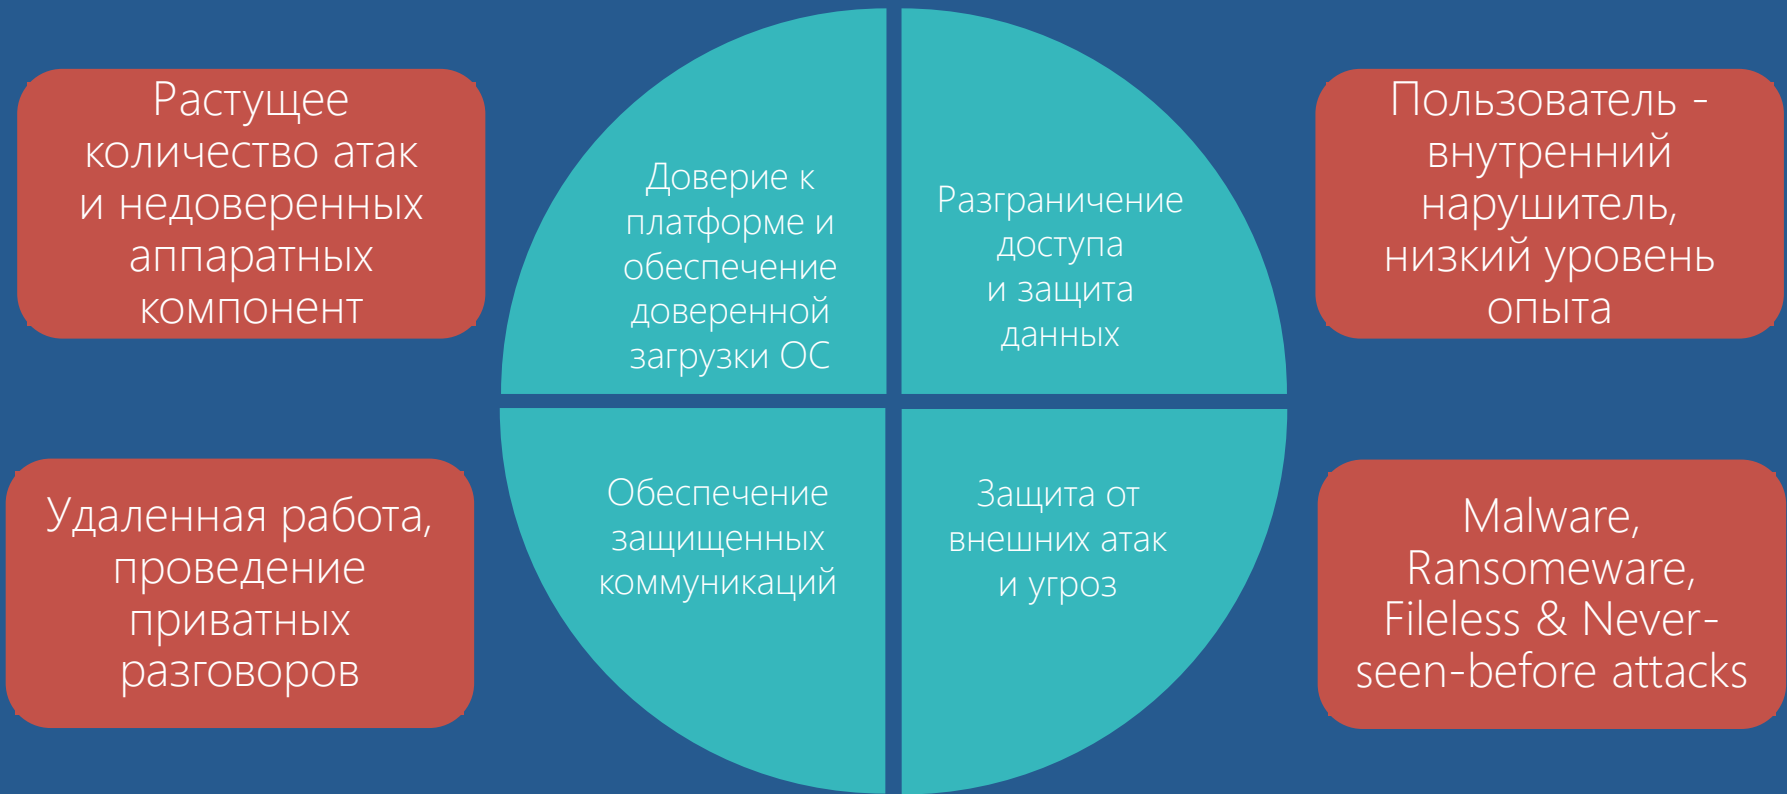 Растущее
количество атак
и недоверенных
аппаратных
компонент
Доверие к
платформе и
обеспечение
доверенной
загрузки ОС
Разграничение
доступа
и защита
данных
Пользователь -
внутренний
нарушитель,
низкий уровень
опыта
Удаленная работа,
проведение
приватных
разговоров
Обеспечение
защищенных
коммуникаций
Защита от
внешних атак
и угроз
Malware,
Ransomeware,
Fileless & Never-
seen-before attacks